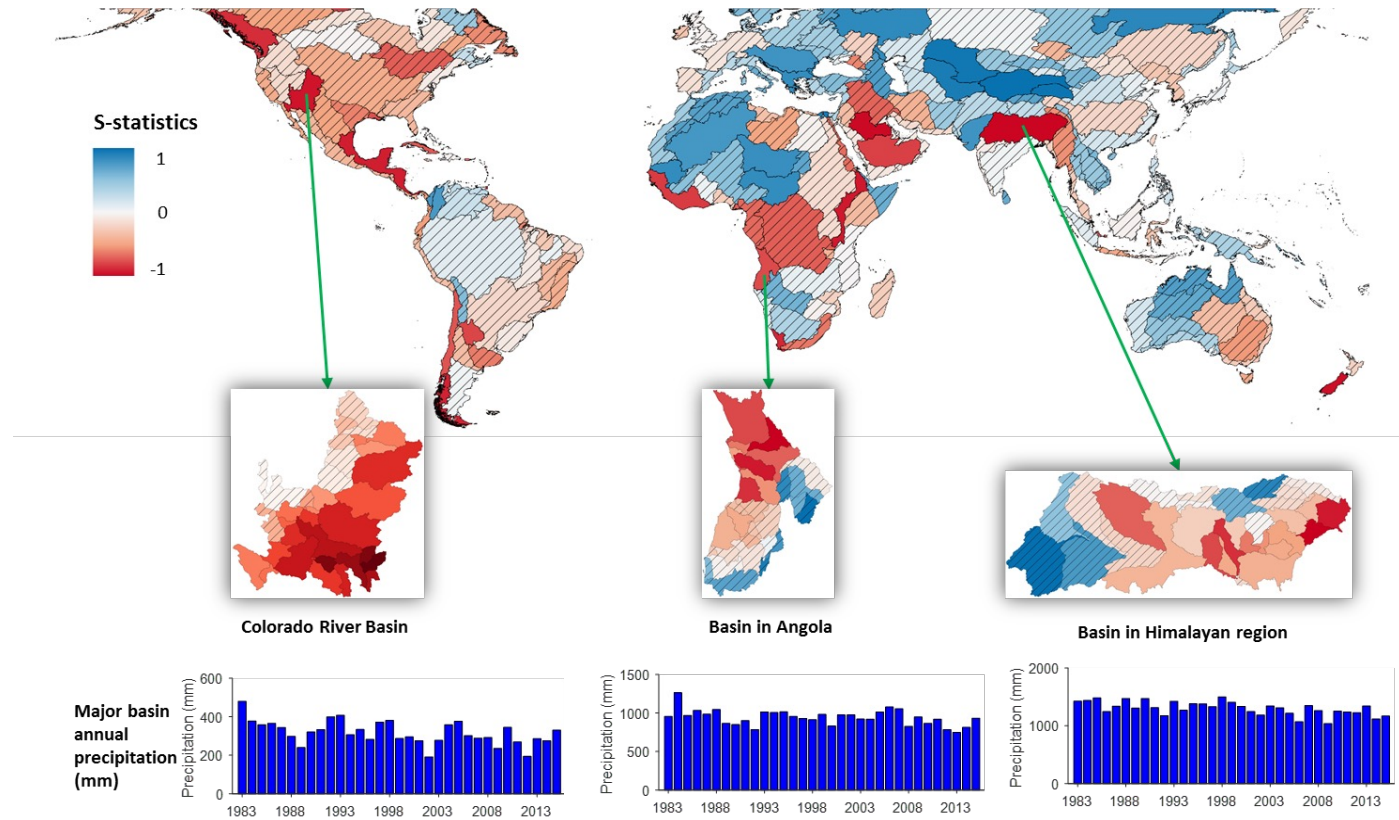 S-statistics
1
0
-1
Colorado River Basin
Basin in Angola
Basin in Himalayan region
Major basin
annual
precipitation
(mm)
Precipitation (mm)
600
400
200
0
1983 1988 1993 1998 2003 2008 2013
Precipitation (mm)
1500
1000
500
0
1983 1988 1993 1998 2003 2008 2013
Precipitation (mm)
2000
1000
0
1983 1988 1993 1998 2003 2008 2013